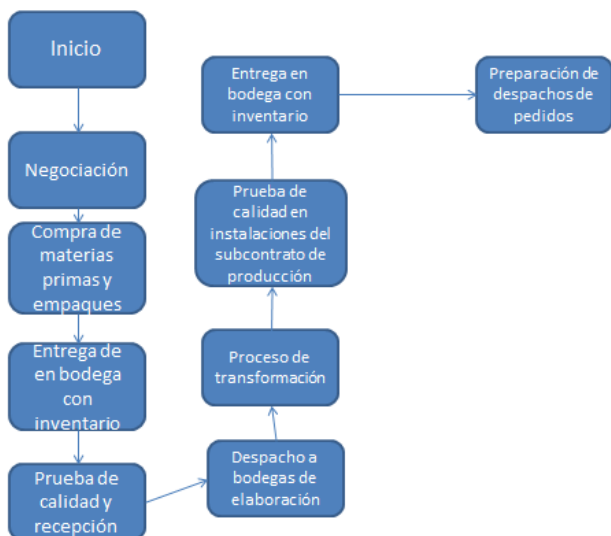 Inicio
Negociación
Compra de
materias
primas y
empaques
Entrega de
en bodega
con
inventario
Prueba de
calidad y
recepción
Despacho a
bodegas de
elaboración
Proceso de
transformación
Prueba de
calidad en
instalaciones del
subcontrato de
producción
Entrega en
bodega con
inventario
Preparación de
despachos de
pedidos